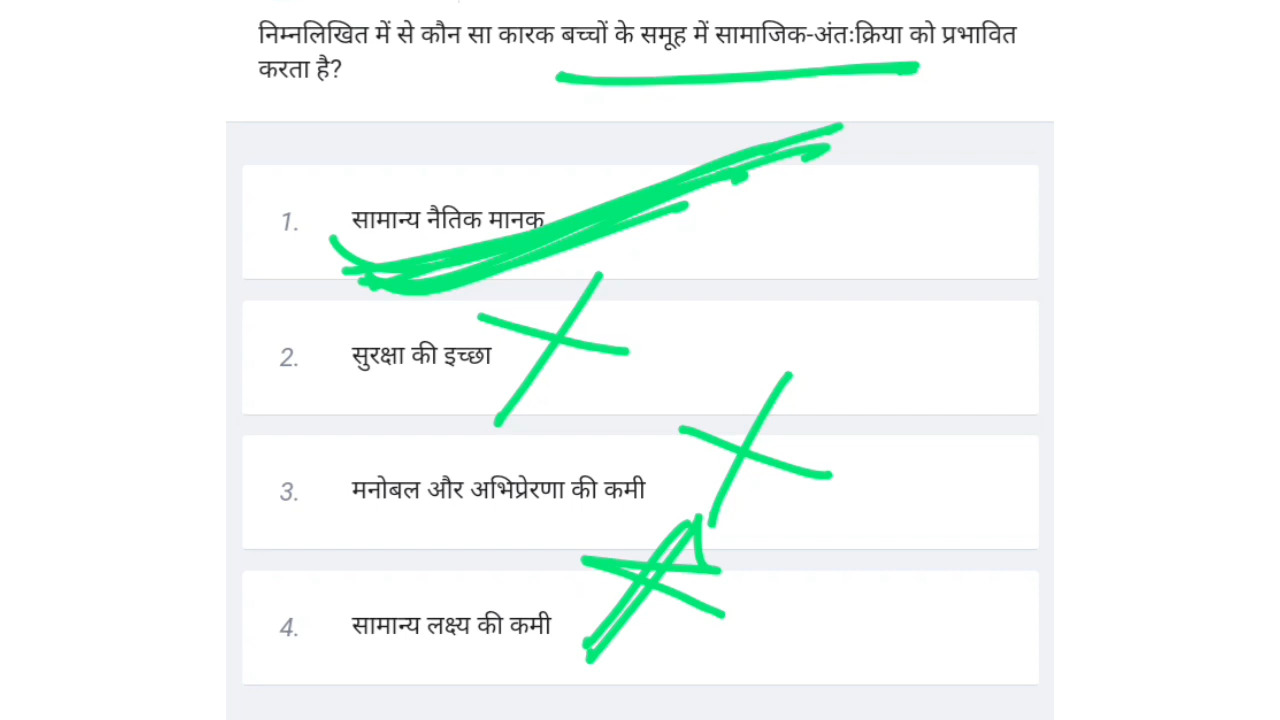 निम्नलिखित में से कौन सा कारक बच्चों के समूह में सामाजिक-अंतःक्रिया को प्रभावित
करता है?
1. सामान्य नैतिक मानक
2. सुरक्षा की इच्छा
3. मनोबल और अभिप्रेरणा की कमी
4. सामान्य लक्ष्य की कमी